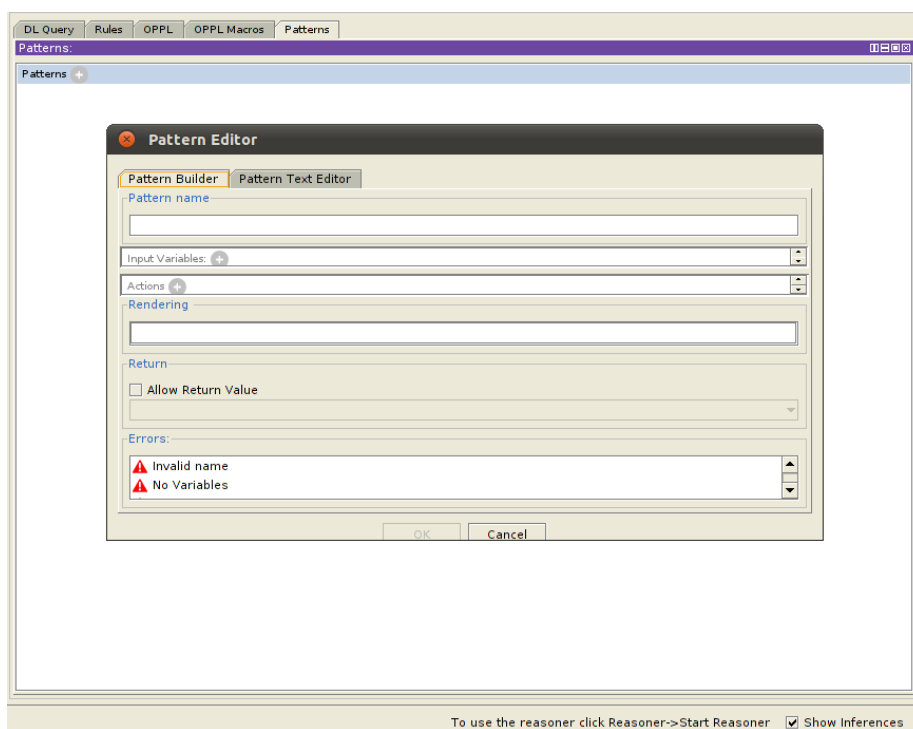 DL Query Rules OPPL OPPL Macros Patterns
Patterns:
Patterns
Pattern Editor
Pattern Builder Pattern Text Editor
Pattern name
Input Variables:
Actions
Rendering
Return
Allow Return Value
Errors:
Invalid name
No Variables
OK Cancel
To use the reasoner click Reasoner->Start Reasoner Show Inferences